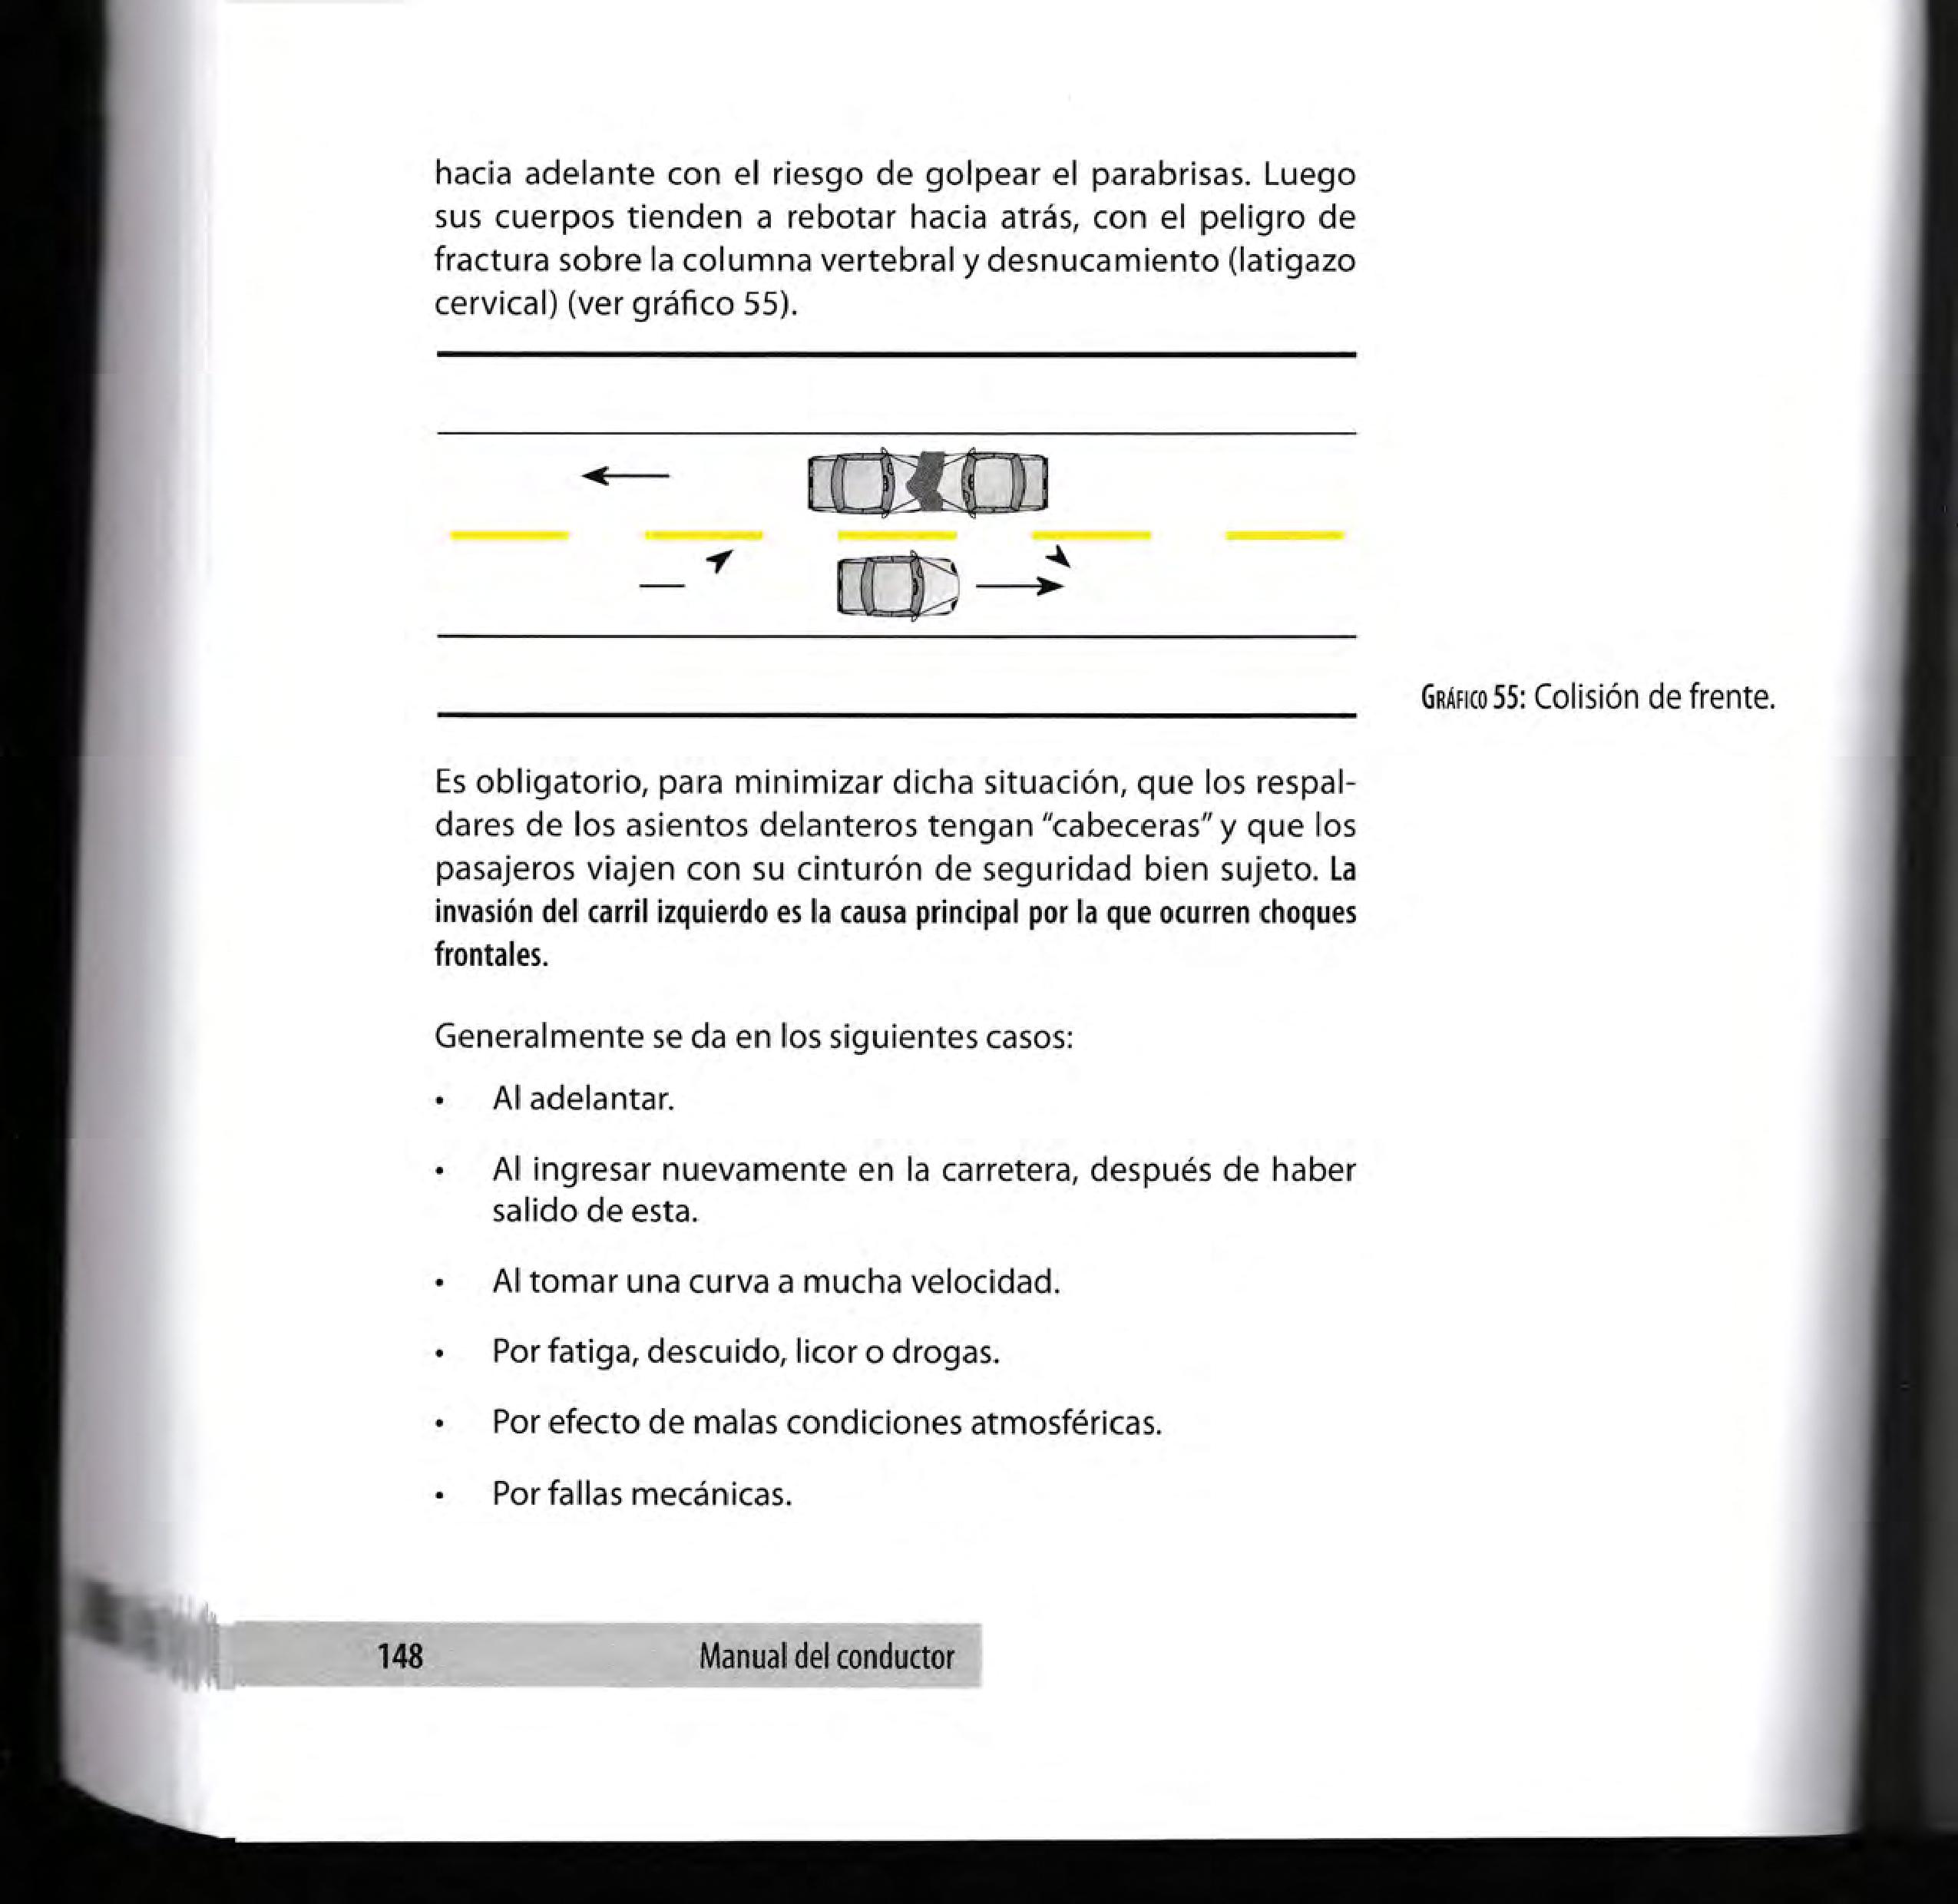 hacia adelante con el riesgo de golpear el parabrisas. Luego
sus cuerpos tienden a rebotar hacia atrás, con el peligro de
fractura sobre la columna vertebral y desnucamiento (latigazo
cervical) (ver gráfico 55).
GRÁFICO 55: Colisión de frente.
Es obligatorio, para minimizar dicha situación, que los respal-
dares de los asientos delanteros tengan "cabeceras" y que los
pasajeros viajen con su cinturón de seguridad bien sujeto. La
invasión del carril izquierdo es la causa principal por la que ocurren choques
frontales.
Generalmente se da en los siguientes casos:
• Al adelantar.
• Al ingresar nuevamente en la carretera, después de haber
salido de esta.
• Al tomar una curva a mucha velocidad.
• Por fatiga, descuido, licor o drogas.
• Por efecto de malas condiciones atmosféricas.
• Por fallas mecánicas.
148 Manual del conductor